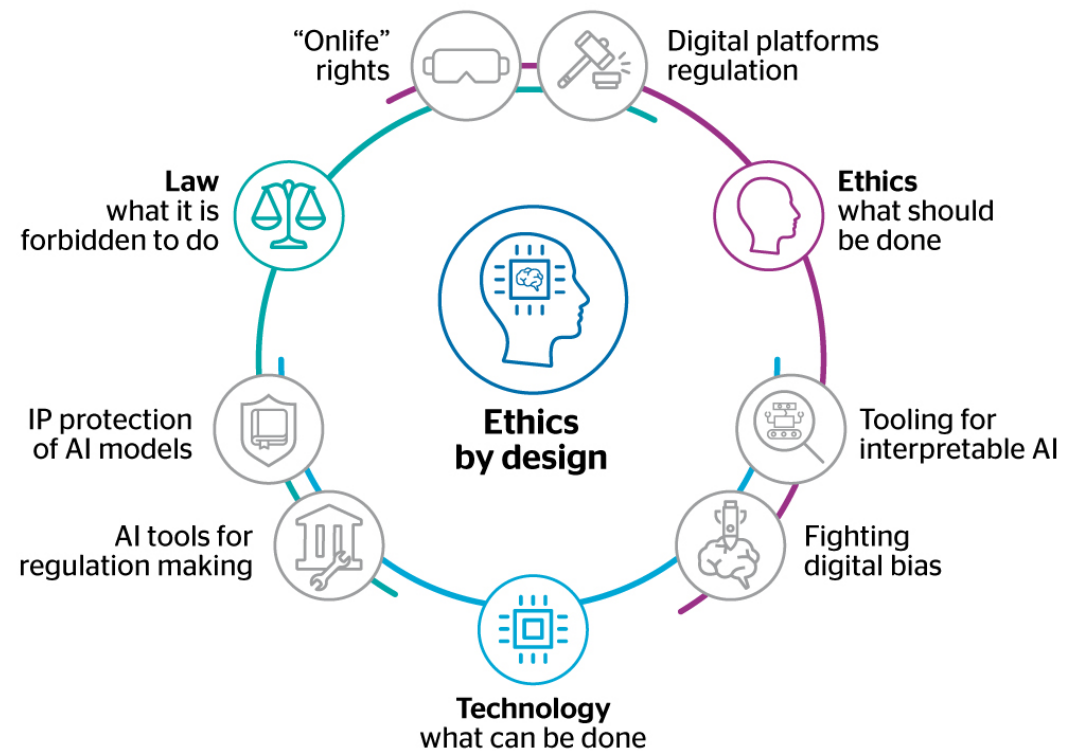 “Onlife”
rights
Digital platforms
regulation
Law
what it is
forbidden to do
Ethics
what should
be done
Ethics
by design
IP protection
of AI models
Tooling for
interpretable AI
AI tools for
regulation making
Fighting
digital bias
Technology
what can be done